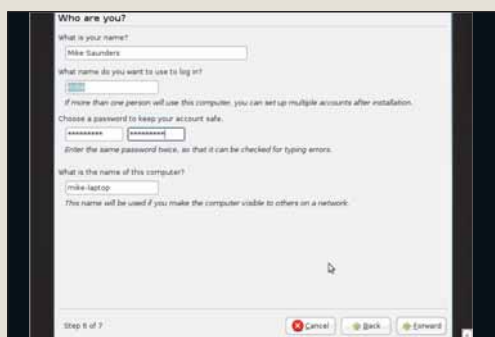 Who are you?
What is your name?
Mike Saunders
What name do you want to use to log in?
If more than one person will use this computer, you can set up multiple accounts after installation.
Choose a password to keep your account safe.
********* *********
Enter the same password twice, so that it can be checked for typing errors.
What is the name of this computer?
mike-laptop
This name will be used if you make the computer visible to others on a network.
Step 6 of 7 Cancel Back Forward